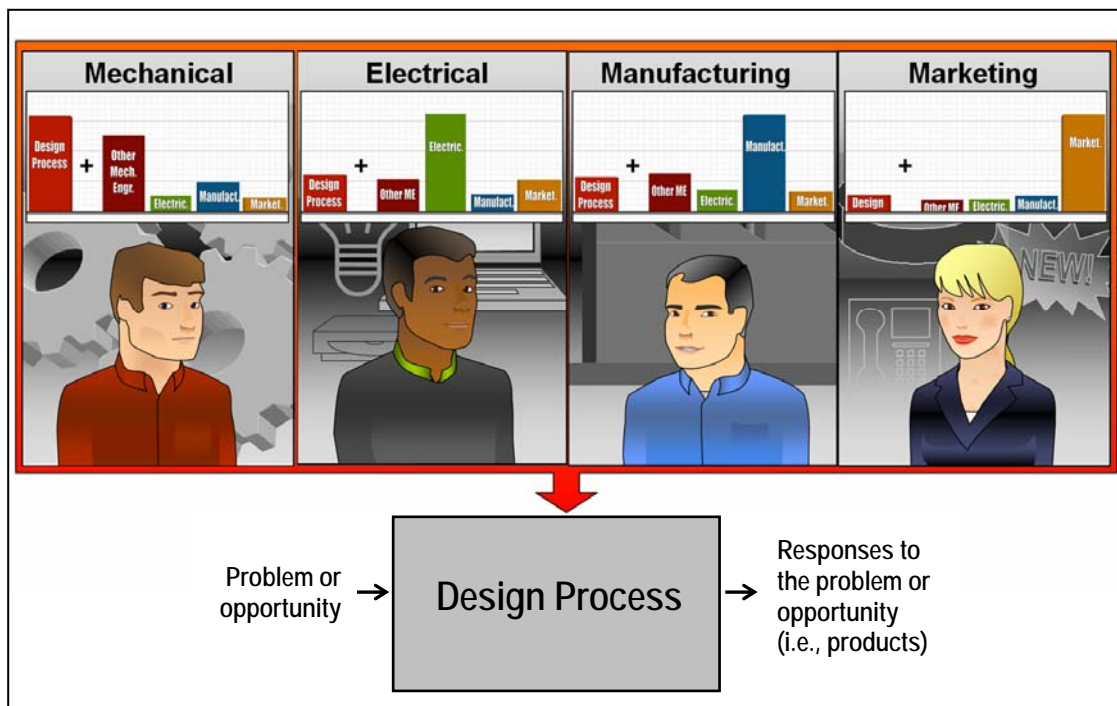 Mechanical
Design
Process
+
Other
Mech.
Engr.
Electric.
Manufact.
Market.
Electrical
Design
Process
+
Other ME
Electric.
Manufact.
Market.
Manufacturing
Design
Process
+
Other ME
Electric.
Manufact.
Market.
Marketing
Design
+
Other ME
Electric.
Manufact.
Market.
NEW!
Problem or
opportunity
Design Process
Responses to
the problem or
opportunity
(i.e., products)